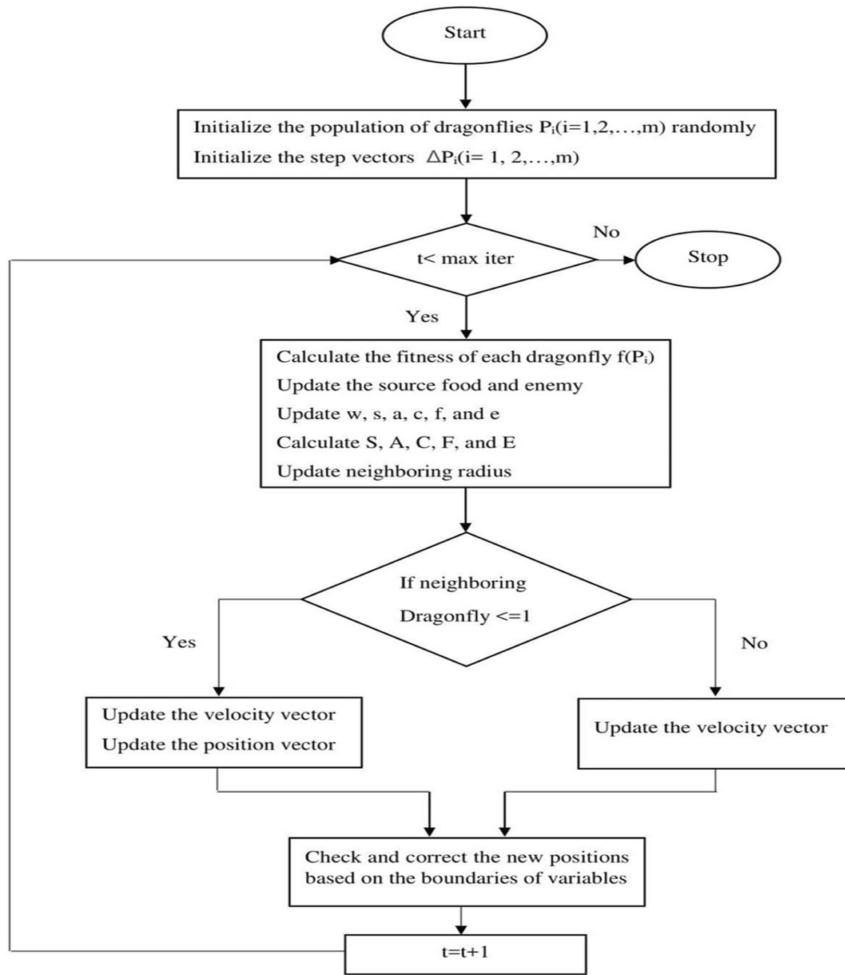 Start
Initialize the population of dragonflies Pᵢ(i=1,2,…,m) randomly
Initialize the step vectors ΔPᵢ(i= 1, 2,…,m)
t< max iter
No
Stop
Yes
Calculate the fitness of each dragonfly f(Pᵢ)
Update the source food and enemy
Update w, s, a, c, f, and e
Calculate S, A, C, F, and E
Update neighboring radius
If neighboring
Dragonfly <=1
Yes
No
Update the velocity vector
Update the position vector
Update the velocity vector
Check and correct the new positions
based on the boundaries of variables
t=t+1